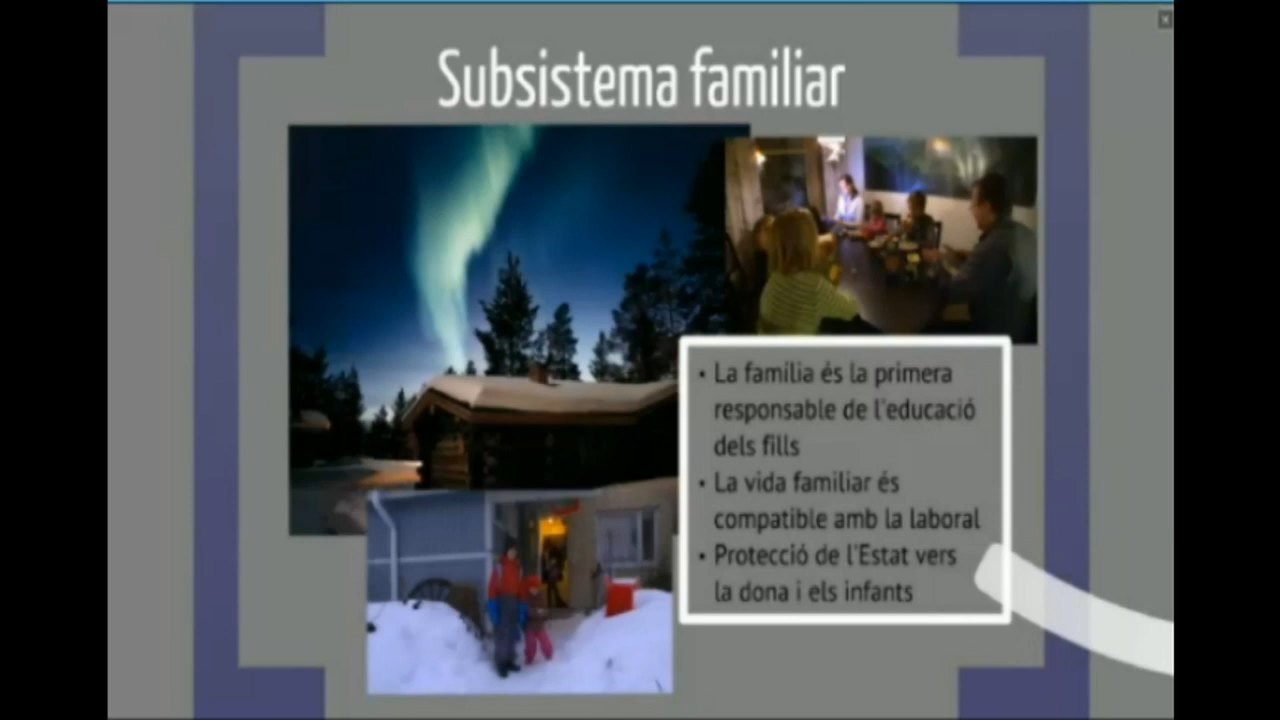 Subsistema familiar
• La família és la primera
responsable de l'educació
dels fills
• La vida familiar és
compatible amb la laboral
• Protecció de l'Estat vers
la dona i els infants